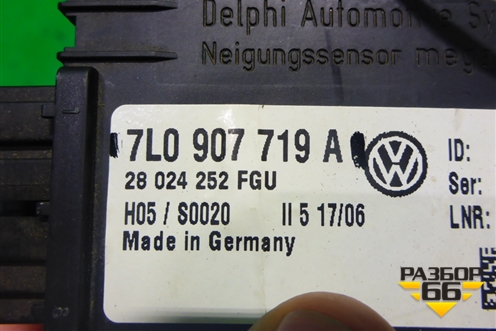 Delphi Automotive Sy
Neigungssensor
7L0 907 719 A
ID:
28 024 252 FGU
Ser:
H05 / S0020 II 5 17/06
LNR:
Made in Germany
РАЗБОР
66